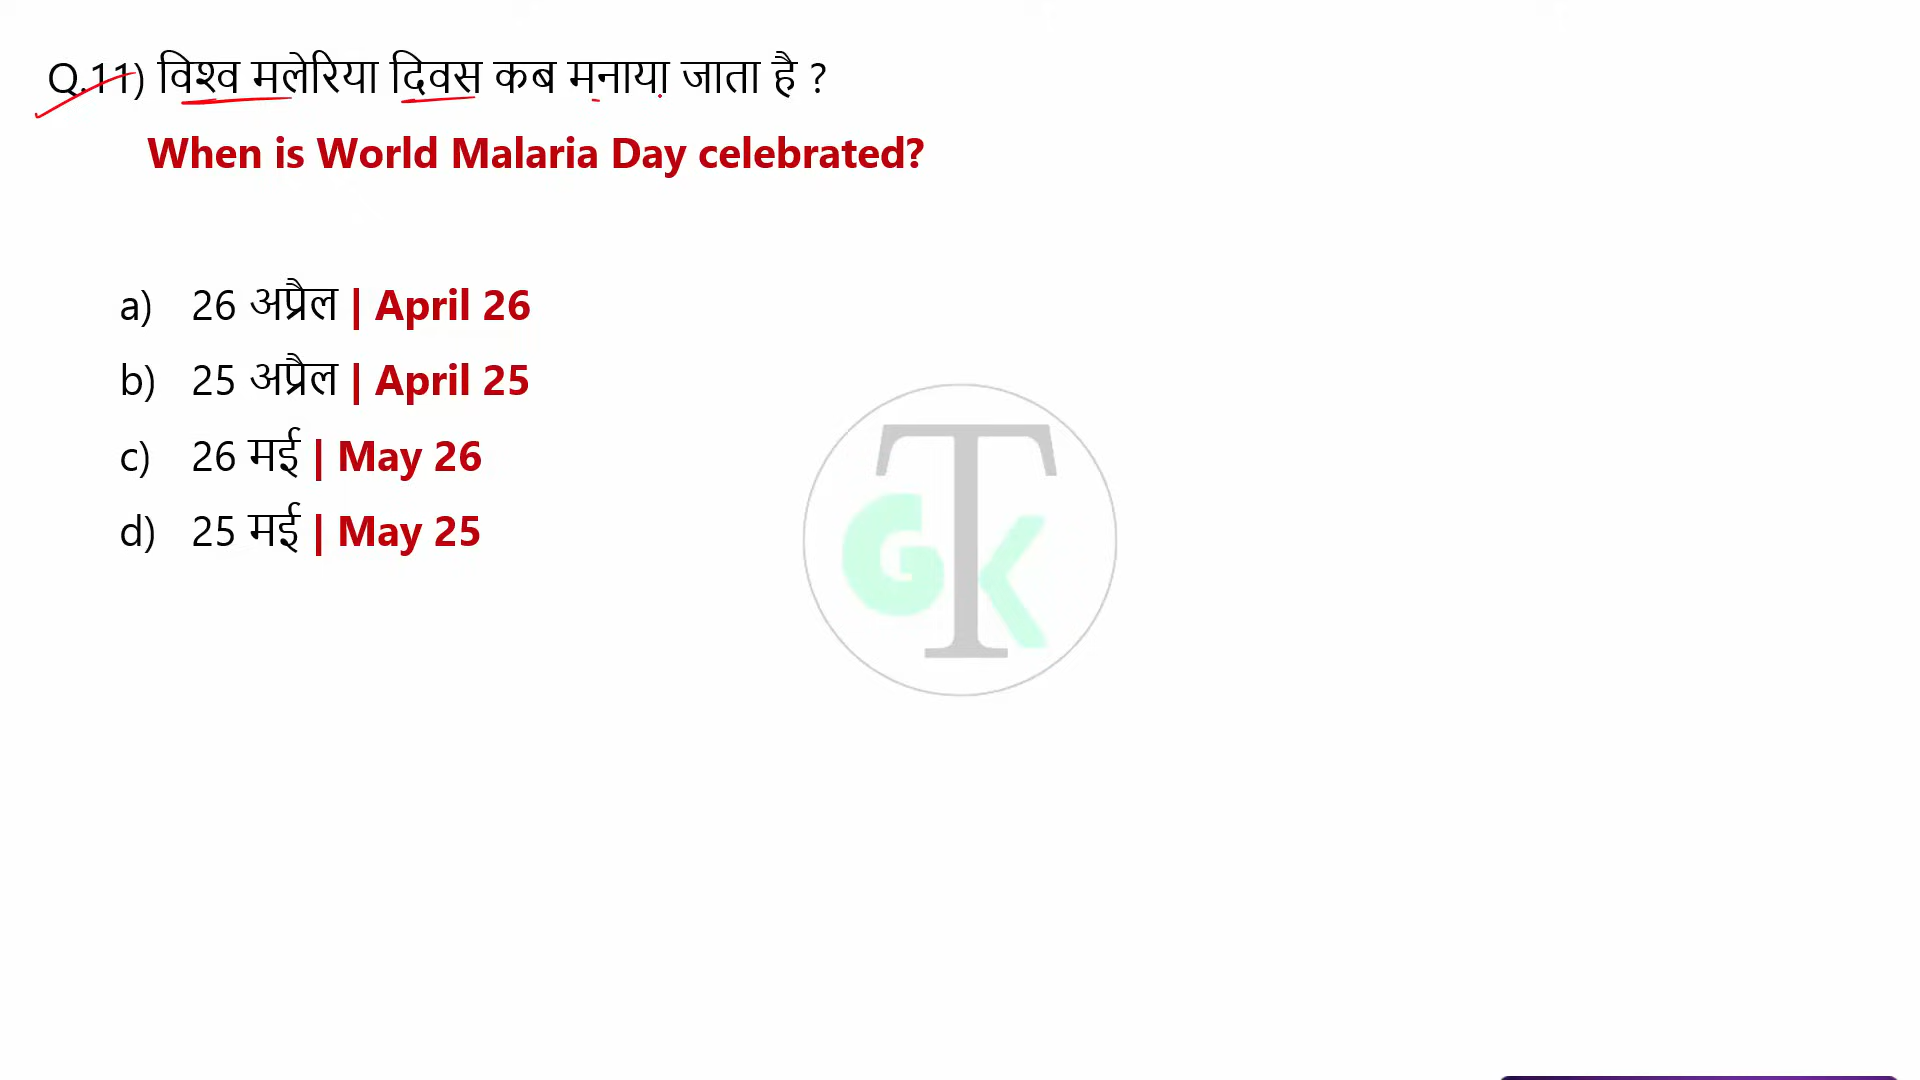 Q.11) विश्व मलेरिया दिवस कब मनाया जाता है ?
When is World Malaria Day celebrated?
a) 26 अप्रैल | April 26
b) 25 अप्रैल | April 25
c) 26 मई | May 26
d) 25 मई | May 25
GTK